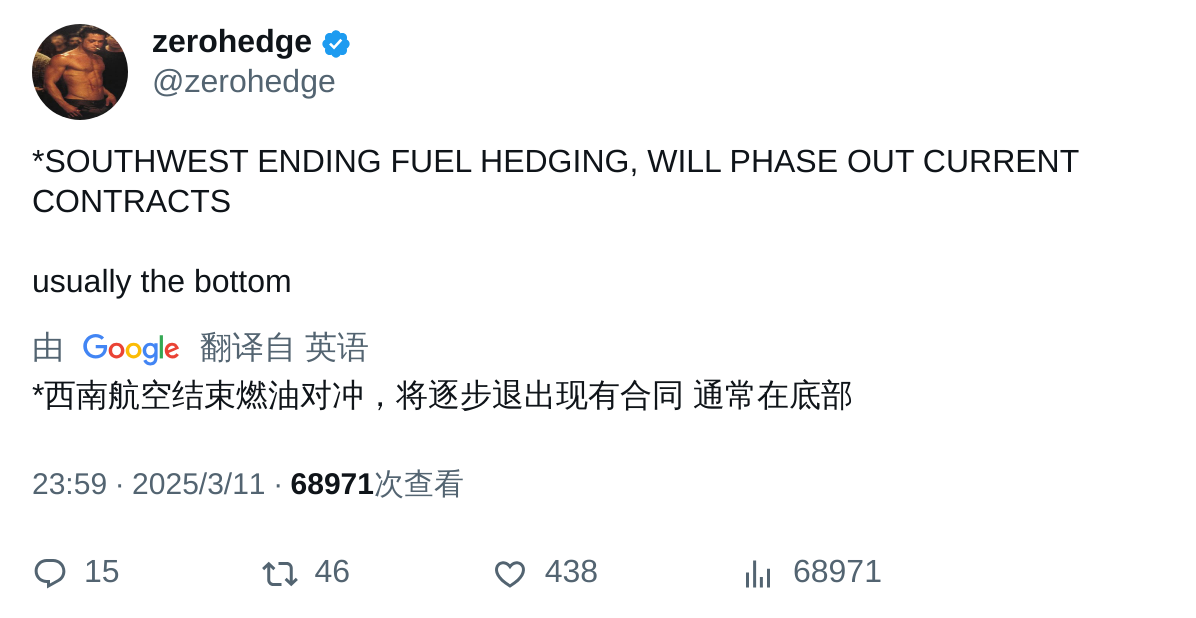 zerohedge
@zerohedge
*SOUTHWEST ENDING FUEL HEDGING, WILL PHASE OUT CURRENT
CONTRACTS
usually the bottom
由 Google 翻译自 英语
*西南航空结束燃油对冲，将逐步退出现有合同 通常在底部
23:59 · 2025/3/11 · 68971次查看
15 46 438 68971